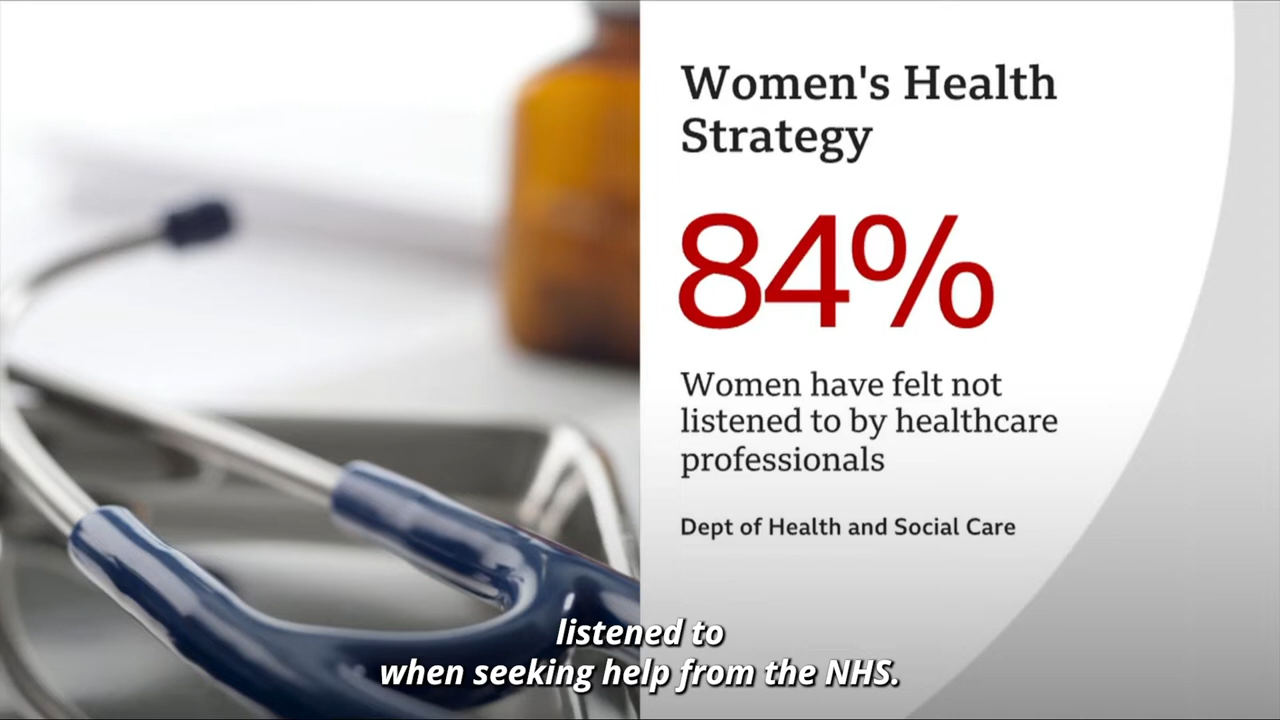 Women's Health
Strategy
84%
Women have felt not
listened to by healthcare
professionals
Dept of Health and Social Care
listened to
when seeking help from the NHS.